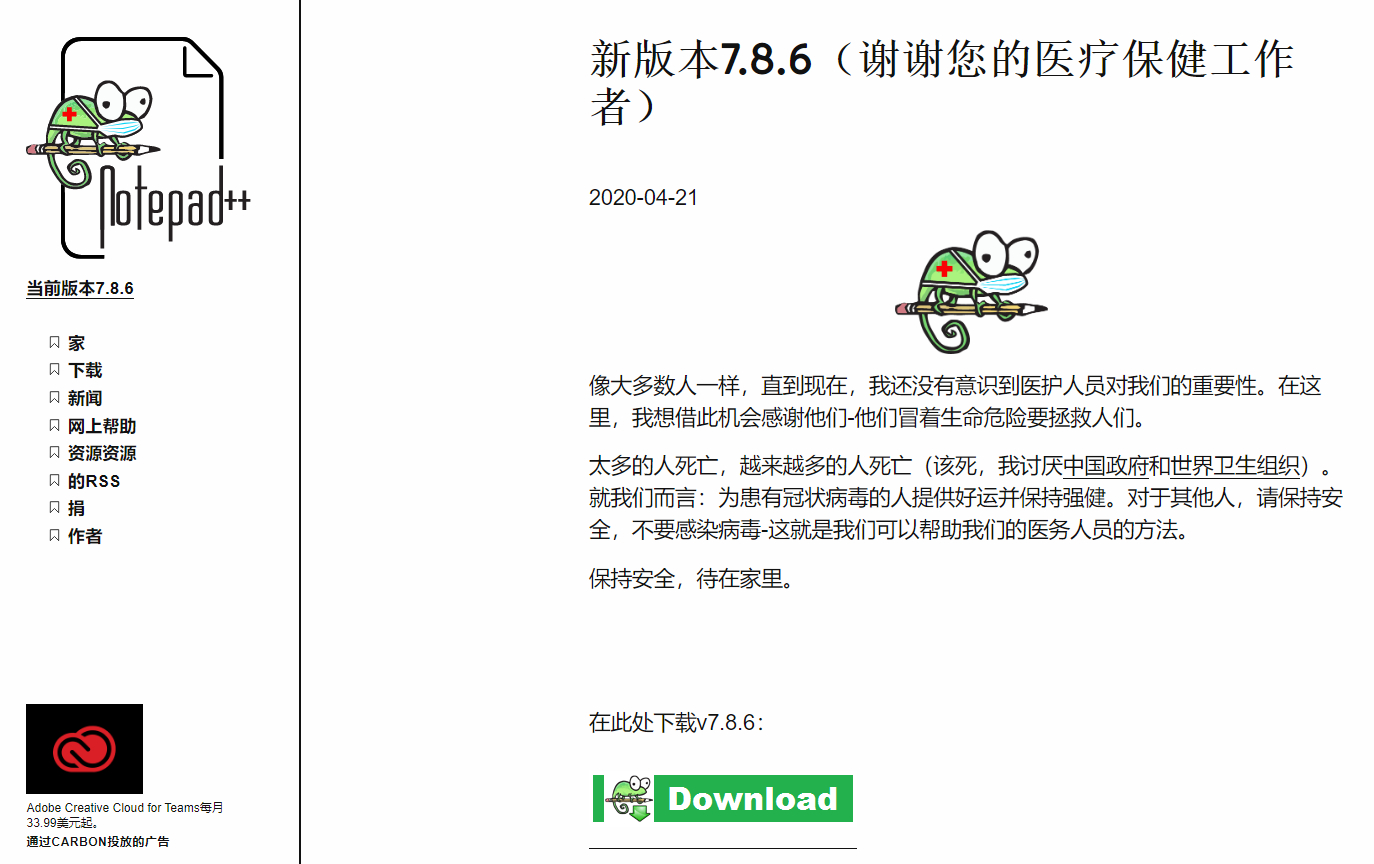 notepad++
当前版本7.8.6
家
下载
新闻
网上帮助
资源资源
的RSS
捐
作者
Adobe Creative Cloud for Teams每月
33.99美元起。
通过CARBON投放的广告
新版本7.8.6（谢谢您的医疗保健工作
者）
2020-04-21
像大多数人一样，直到现在，我还没有意识到医护人员对我们的重要性。在这
里，我想借此机会感谢他们-他们冒着生命危险要拯救人们。
太多的人死亡，越来越多的人死亡（该死，我讨厌中国政府和世界卫生组织）。
就我们而言：为患有冠状病毒的人提供好运并保持强健。对于其他人，请保持安
全，不要感染病毒-这就是我们可以帮助我们的医务人员的方法。
保持安全，待在家里。
在此处下载v7.8.6：
Download